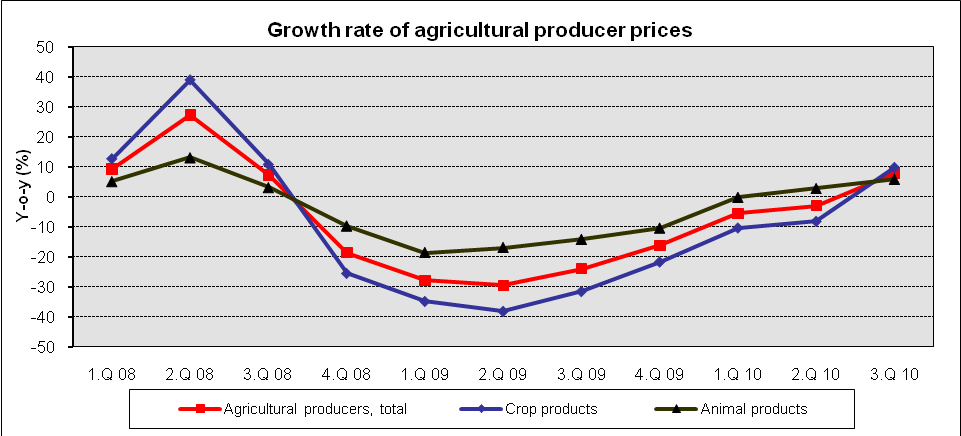 Growth rate of agricultural producer prices
Y-o-y (%)
50
40
30
20
10
0
-10
-20
-30
-40
-50
1.Q 08 2.Q 08 3.Q 08 4.Q 08 1.Q 09 2.Q 09 3.Q 09 4.Q 09 1.Q 10 2.Q 10 3.Q 10
Agricultural producers, total Crop products Animal products